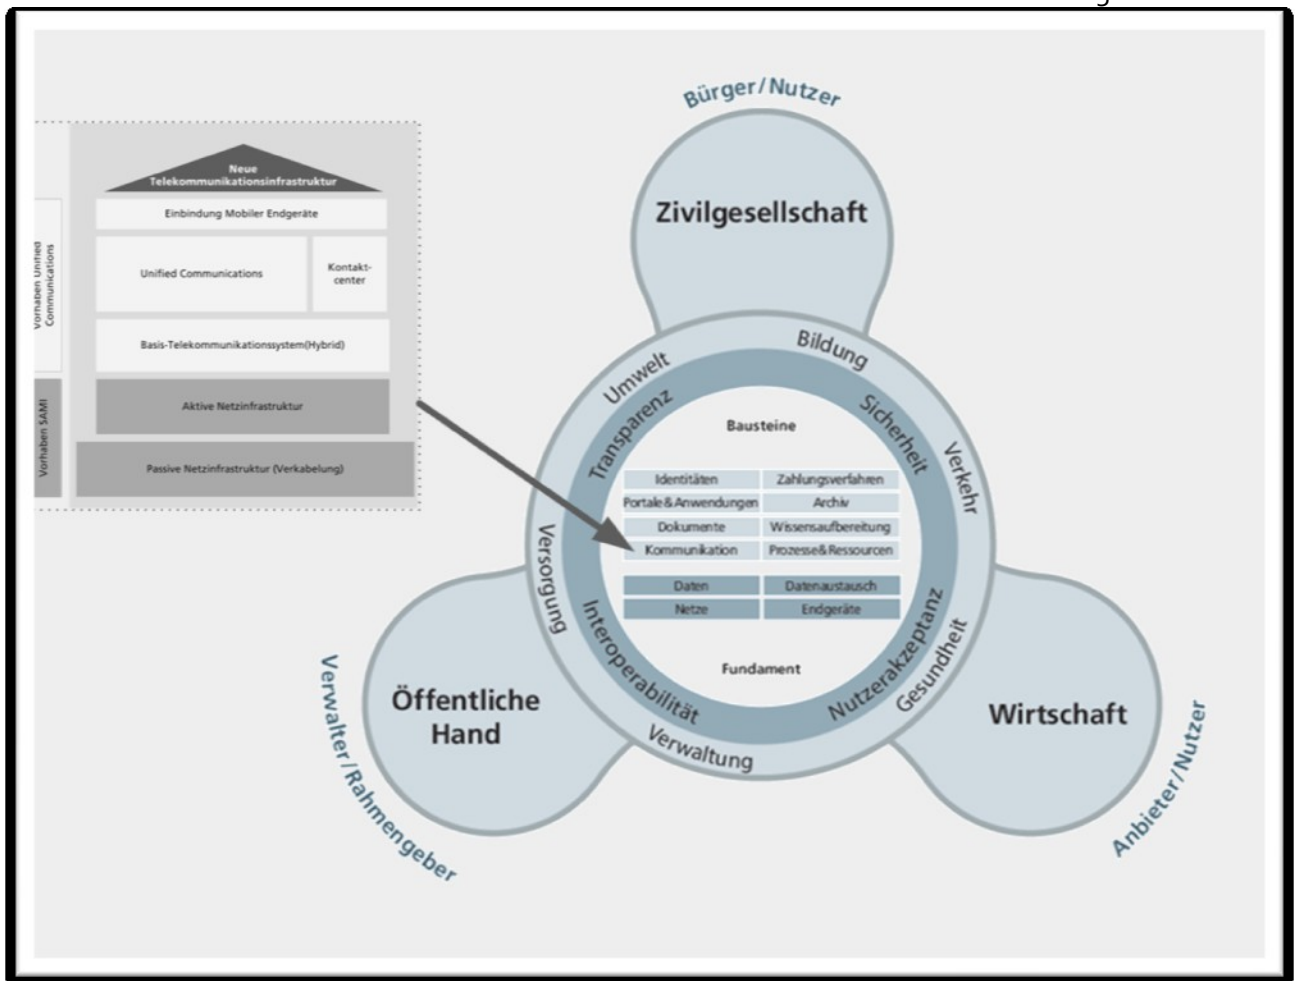 Bürger/Nutzer
Zivilgesellschaft
Neue
Telekommunikationsinfrastruktur
Einbindung Mobiler Endgeräte
Unified Communications
Kontakt-
center
Basis-Telekommunikationssystem(Hybrid)
Aktive Netzinfrastruktur
Passive Netzinfrastruktur (Verkabelung)
Vorhaben Unified
Communications
Vorhaben SAMI
Umwelt
Bildung
Verkehr
Gesundheit
Verwaltung
Versorgung
Transparenz
Sicherheit
Nutzerakzeptanz
Interoperabilität
Bausteine
Identitäten
Zahlungsverfahren
Portale&Anwendungen
Archiv
Dokumente
Wissensaufbereitung
Kommunikation
Prozesse&Ressourcen
Daten
Datenaustausch
Netze
Endgeräte
Fundament
Öffentliche
Hand
Verwalter/Rahmengeber
Wirtschaft
Anbieter/Nutzer